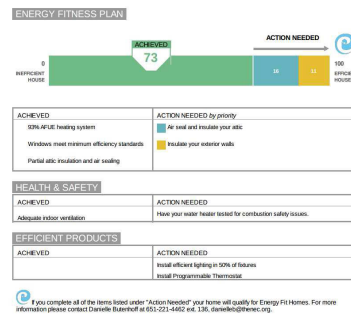 ENERGY FITNESS PLAN
ACTION NEEDED
ACHIEVED
73
0
INEFFICIENT
HOUSE
16
11
100
EFFICIE
HOUSE
ACHIEVED
ACTION NEEDED by priority
93% AFUE heating system
Air seal and insulate your attic
Windows meet minimum efficiency standards
Insulate your exterior walls
Partial attic insulation and air sealing
HEALTH & SAFETY
ACHIEVED
ACTION NEEDED
Adequate indoor ventilation
Have your water heater tested for combustion safety issues.
EFFICIENT PRODUCTS
ACHIEVED
ACTION NEEDED
Install efficient lighting in 50% of fixtures
Install Programmable Thermostat
If you complete all of the items listed under "Action Needed" your home will qualify for Energy Fit Homes. For more
information please contact Danielle Butenhoff at 651-221-4462 ext. 136, danielleb@thenec.org.